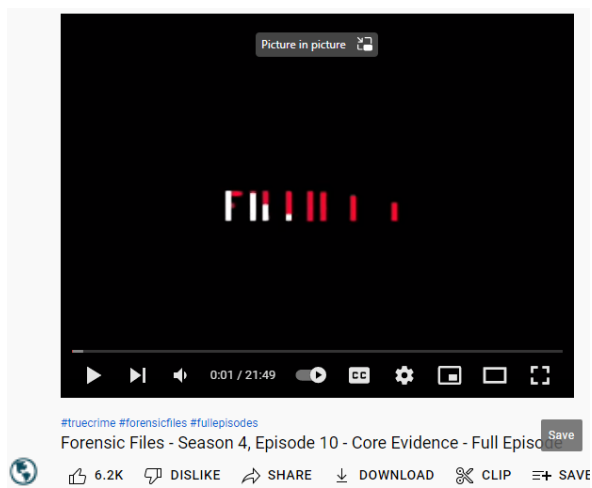 Picture in picture
0:01 / 21:49
CC
#truecrime #forensicfiles #fullepisodes
Forensic Files - Season 4, Episode 10 - Core Evidence - Full Episode
Save
6.2K DISLIKE SHARE DOWNLOAD CLIP SAVE